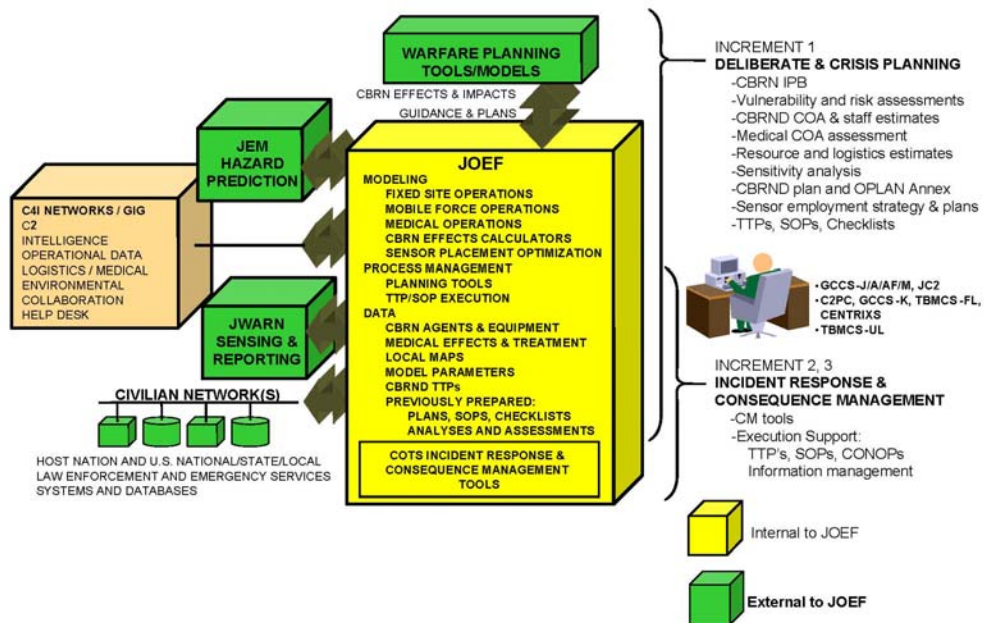 WARFARE PLANNING
TOOLS/MODELS
CBRN EFFECTS & IMPACTS
GUIDANCE & PLANS
JEM
HAZARD
PREDICTION
C4I NETWORKS / GIG
C2
INTELLIGENCE
OPERATIONAL DATA
LOGISTICS / MEDICAL
ENVIRONMENTAL
COLLABORATION
HELP DESK
JWARN
SENSING &
REPORTING
CIVILIAN NETWORK(S)
HOST NATION AND U.S. NATIONAL/STATE/LOCAL
LAW ENFORCEMENT AND EMERGENCY SERVICES
SYSTEMS AND DATABASES
JOEF
MODELING
FIXED SITE OPERATIONS
MOBILE FORCE OPERATIONS
MEDICAL OPERATIONS
CBRN EFFECTS CALCULATORS
SENSOR PLACEMENT OPTIMIZATION
PROCESS MANAGEMENT
PLANNING TOOLS
TTP/SOP EXECUTION
DATA
CBRN AGENTS & EQUIPMENT
MEDICAL EFFECTS & TREATMENT
LOCAL MAPS
MODEL PARAMETERS
CBRND TTPs
PREVIOUSLY PREPARED:
PLANS, SOPS, CHECKLISTS
ANALYSES AND ASSESSMENTS
COTS INCIDENT RESPONSE &
CONSEQUENCE MANAGEMENT
TOOLS
INCREMENT 1
DELIBERATE & CRISIS PLANNING
-CBRN IPB
-Vulnerability and risk assessments
-CBRND COA & staff estimates
-Medical COA assessment
-Resource and logistics estimates
-Sensitivity analysis
-CBRND plan and OPLAN Annex
-Sensor employment strategy & plans
-TTPs, SOPs, Checklists
• GCCS-J/A/AF/M, JC2
• C2PC, GCCS-K, TBMCS-FL,
CENTRIXS
• TBMCS-UL
INCREMENT 2, 3
INCIDENT RESPONSE &
CONSEQUENCE MANAGEMENT
-CM tools
-Execution Support:
TTP's, SOPs, CONOPs
Information management
Internal to JOEF
External to JOEF